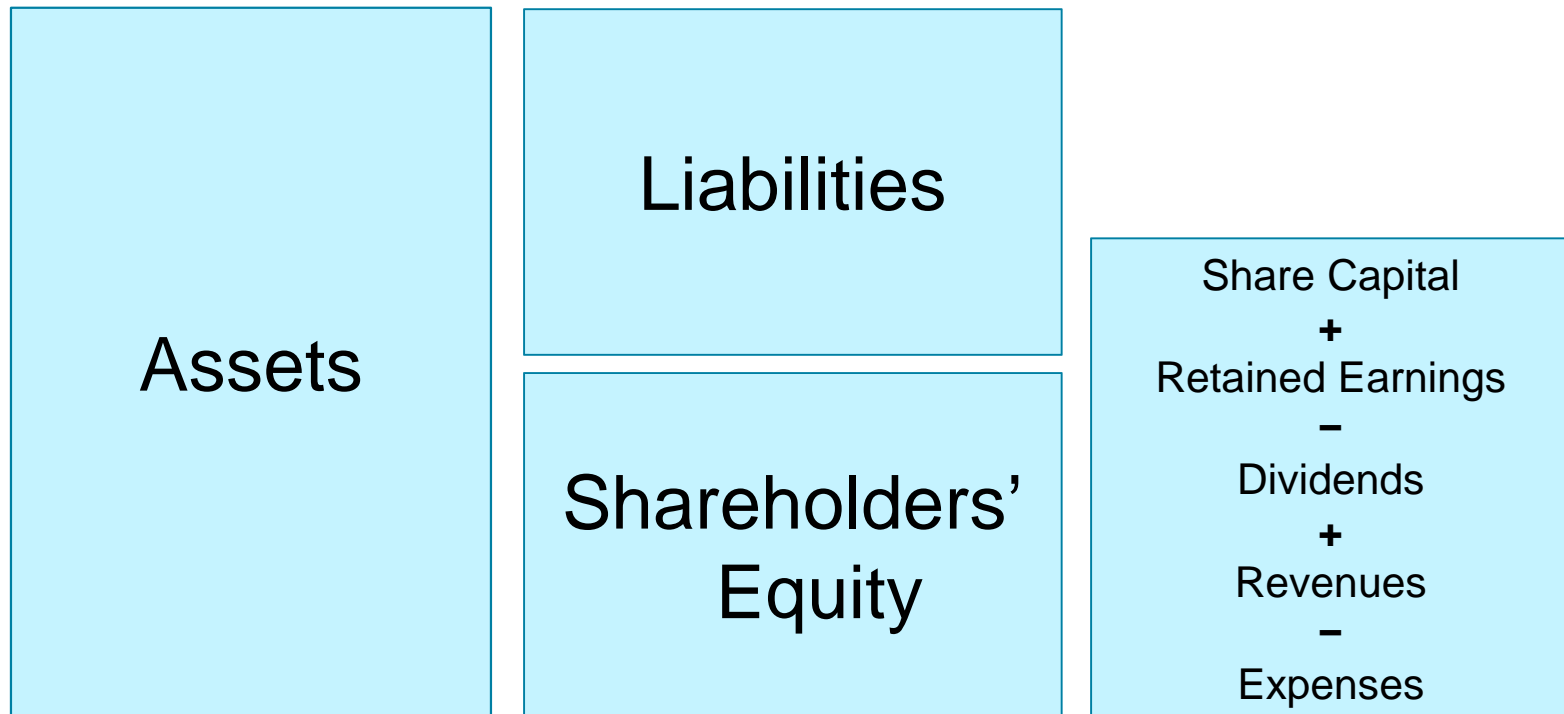 Assets
Liabilities
Shareholders’
Equity
Share Capital
+
Retained Earnings
−
Dividends
+
Revenues
−
Expenses